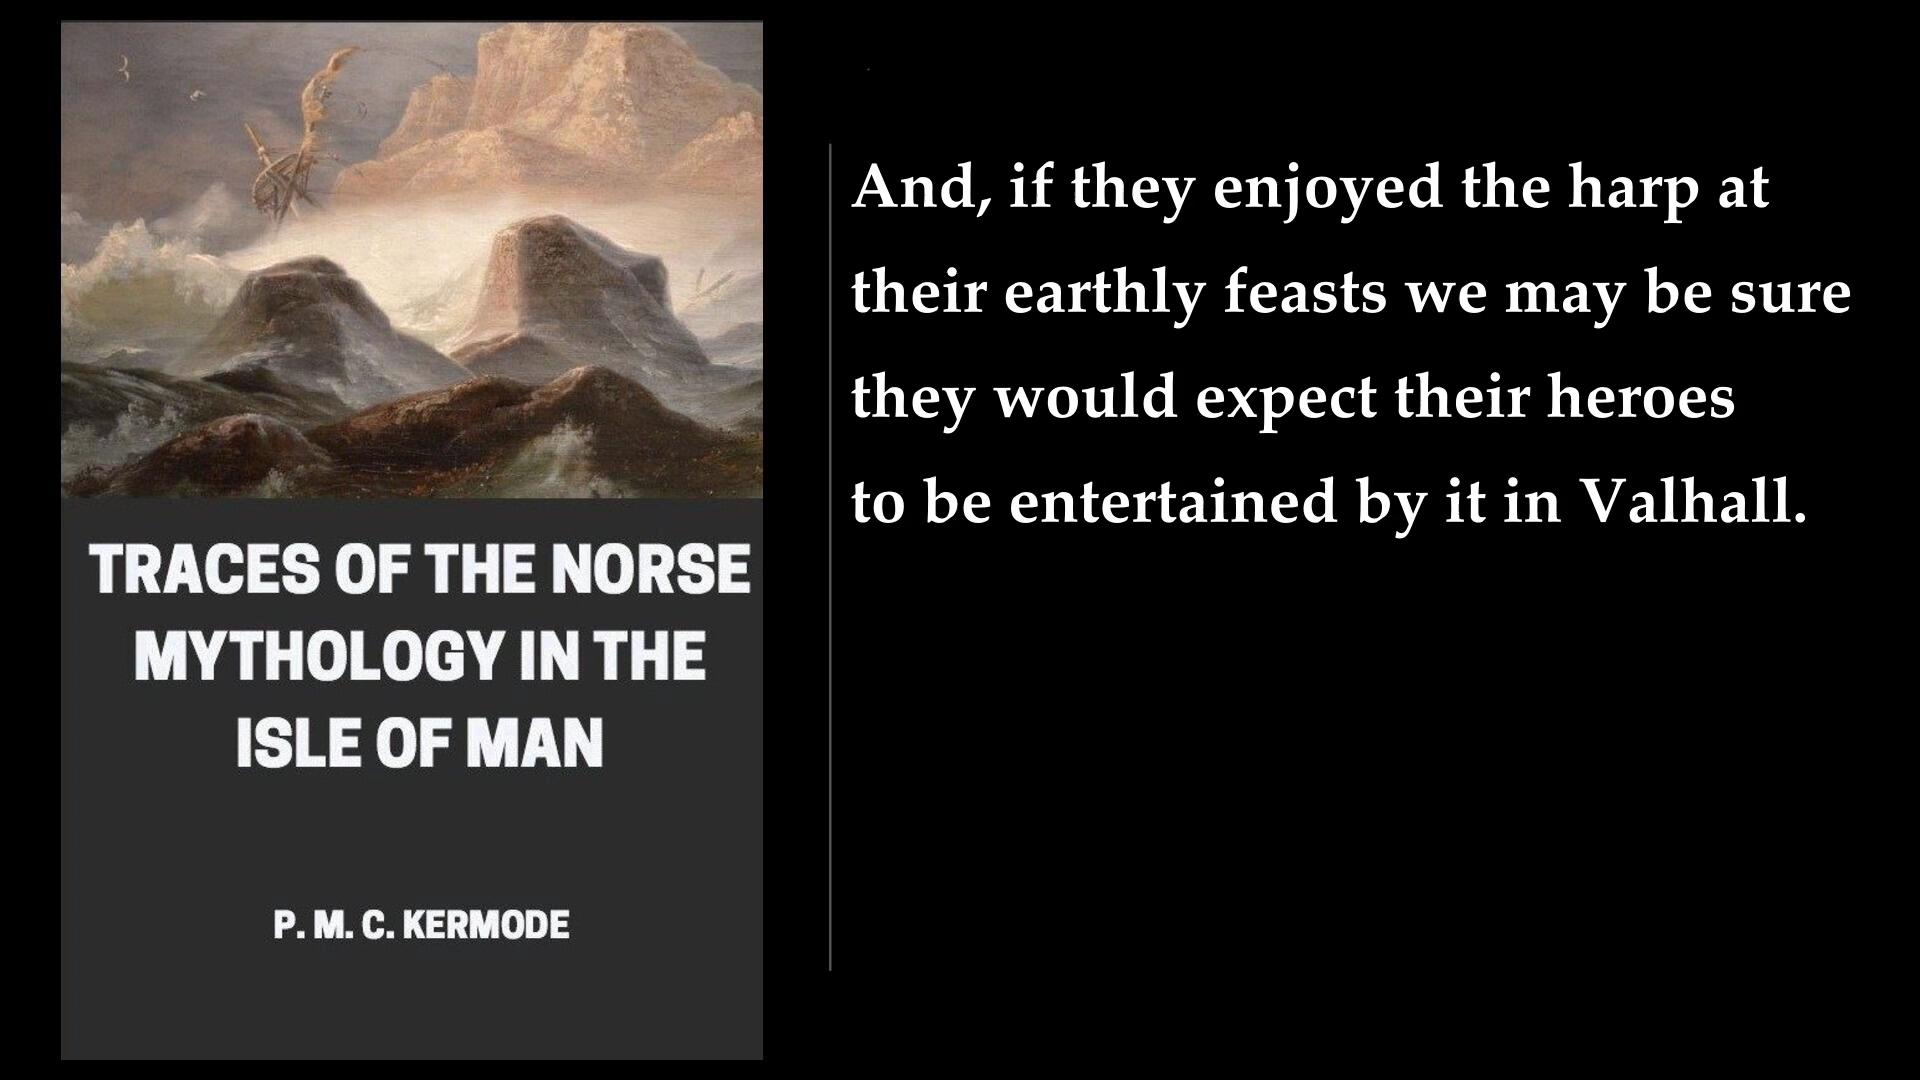 TRACES OF THE NORSE
MYTHOLOGY IN THE
ISLE OF MAN
P. M. C. KERMODE
And, if they enjoyed the harp at
their earthly feasts we may be sure
they would expect their heroes
to be entertained by it in Valhall.